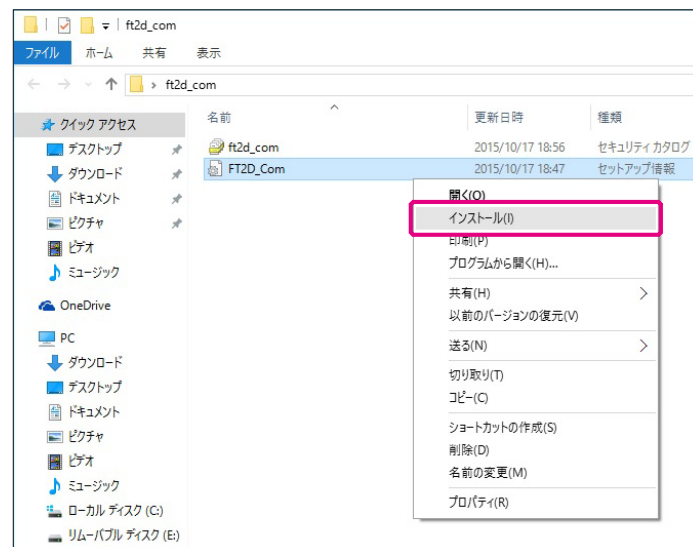 ft2d_com
ファイル ホーム 共有 表示
ft2d_com
名前 更新日時 種類
クイック アクセス
デスクトップ
ダウンロード
ドキュメント
ピクチャ
ビデオ
ミュージック
OneDrive
PC
ダウンロード
デスクトップ
ドキュメント
ピクチャ
ビデオ
ミュージック
ローカル ディスク (C:)
リムーバブル ディスク (E:)
ft2d_com 2015/10/17 18:56 セキュリティ カタログ
FT2D_Com 2015/10/17 18:47 セットアップ情報
開く(O)
インストール(I)
印刷(P)
プログラムから開く(H)...
共有(H)
以前のバージョンの復元(V)
送る(N)
切り取り(T)
コピー(C)
ショートカットの作成(S)
削除(D)
名前の変更(M)
プロパティ(R)